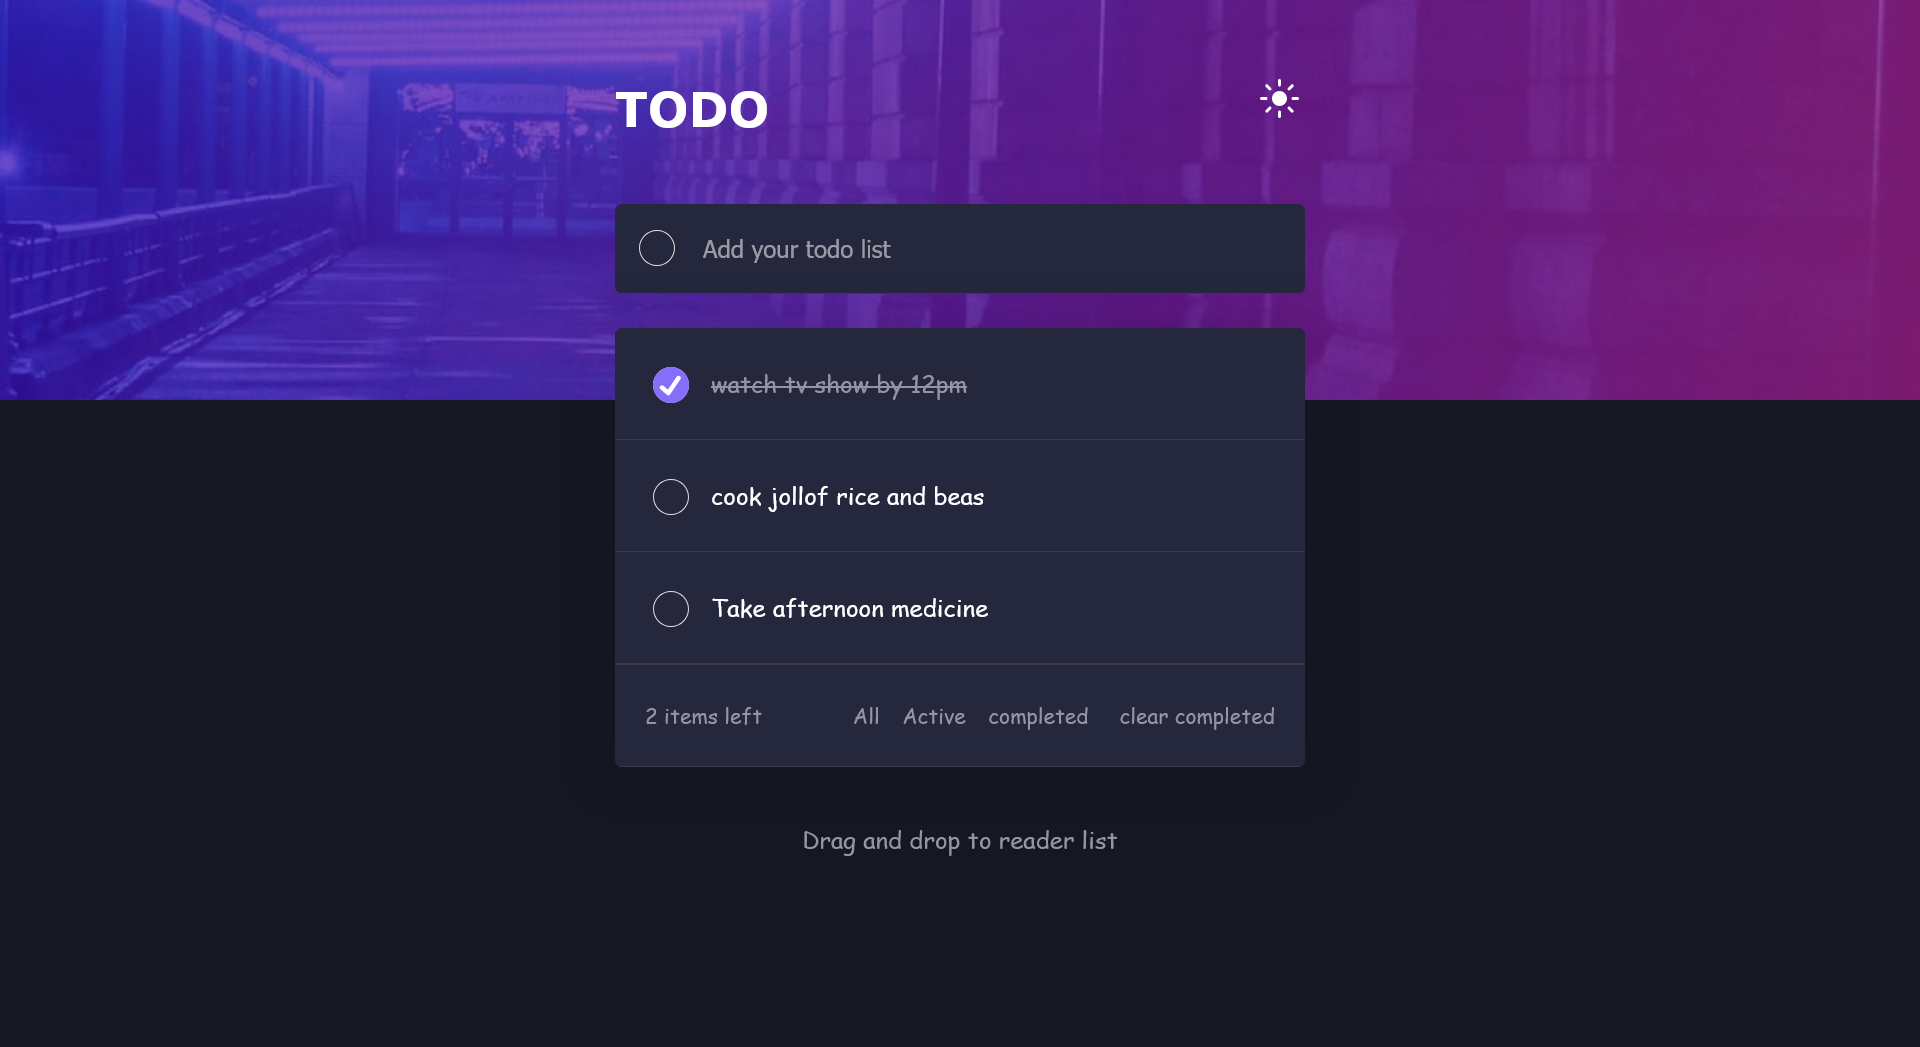 TODO
Add your todo list
watch tv show by 12pm
cook jollof rice and beas
Take afternoon medicine
2 items left All Active completed clear completed
Drag and drop to reader list